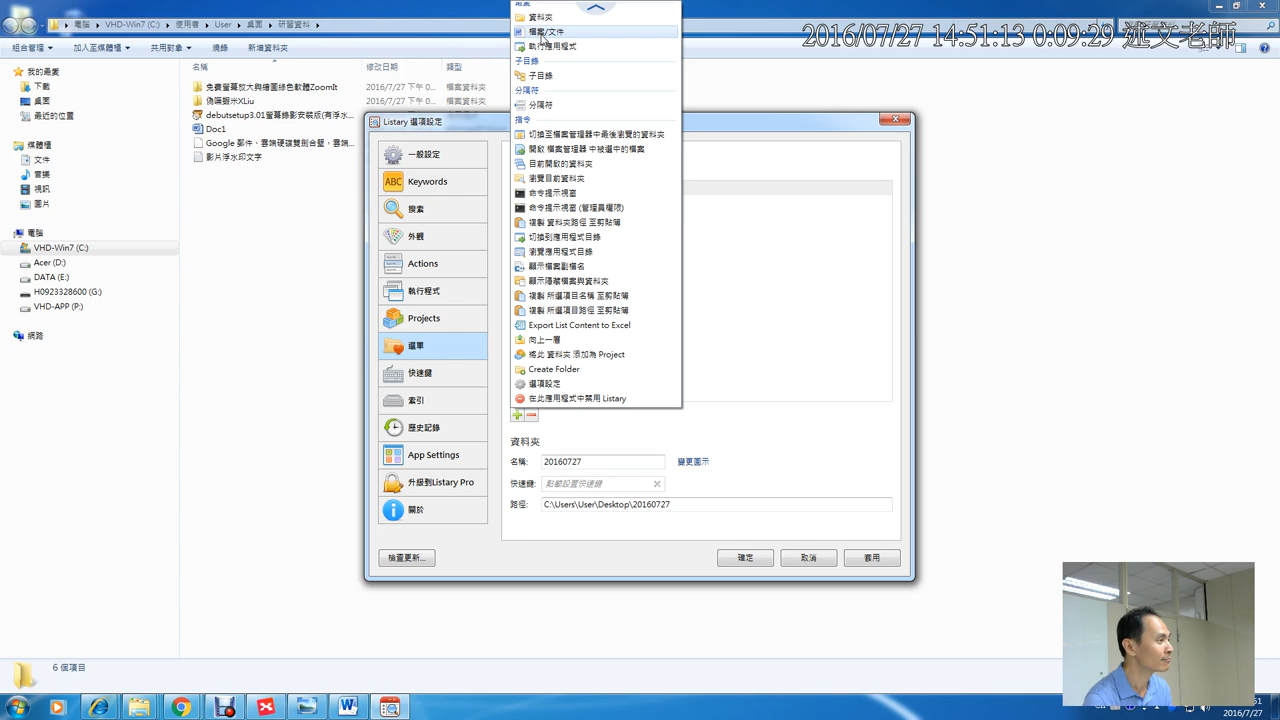 電腦 ▸ VHD-Win7 (C:) ▸ 使用者 ▸ User ▸ 桌面 ▸ 研習資料 ▸
2016/07/27 14:51:13 0:09:29 述文老師
組合管理 加入至媒體櫃 共用對象 燒錄 新增資料夾
我的最愛
下載
桌面
最近的位置
媒體櫃
文件
音樂
視訊
圖片
電腦
VHD-Win7 (C:)
Acer (D:)
DATA (E:)
H0923328600 (G:)
VHD-APP (P:)
網路
名稱 修改日期 類型
免費螢幕放大與繪圖綠色軟體ZoomIt 2016/7/27 下午 0... 檔案資料夾
偽嘸蝦米XLiu 2016/7/27 下午 0... 檔案資料夾
debutsetup3.01螢幕錄影安裝版(有浮水...
Doc1
Google 郵件、雲端硬碟雙劍合壁，雲端...
影片浮水印文字
資料夾
檔案/文件
執行應用程式
子目錄
子目錄
分隔符
分隔符
指令
切換至檔案管理器中最後瀏覽的資料夾
開啟 檔案管理器 中被選中的檔案
目前開啟的資料夾
瀏覽目前資料夾
命令提示視窗
命令提示視窗 (管理員權限)
複製 資料夾路徑 至剪貼簿
切換到應用程式目錄
瀏覽應用程式目錄
顯示檔案副檔名
顯示隱藏檔案與資料夾
複製 所選項目名稱 至剪貼簿
複製 所選項目路徑 至剪貼簿
Export List Content to Excel
向上一層
將此 資料夾 添加為 Project
Create Folder
選項設定
在此應用程式中禁用 Listary
Listary 選項設定
一般設定
Keywords
搜索
外觀
Actions
執行程式
Projects
選單
快速鍵
索引
歷史記錄
App Settings
升級到Listary Pro
關於
資料夾
名稱: 20160727 變更圖示
快速鍵: 點擊設置快速鍵
路徑: C:\Users\User\Desktop\20160727
檢查更新... 確定 取消 套用
6 個項目
2016/7/27